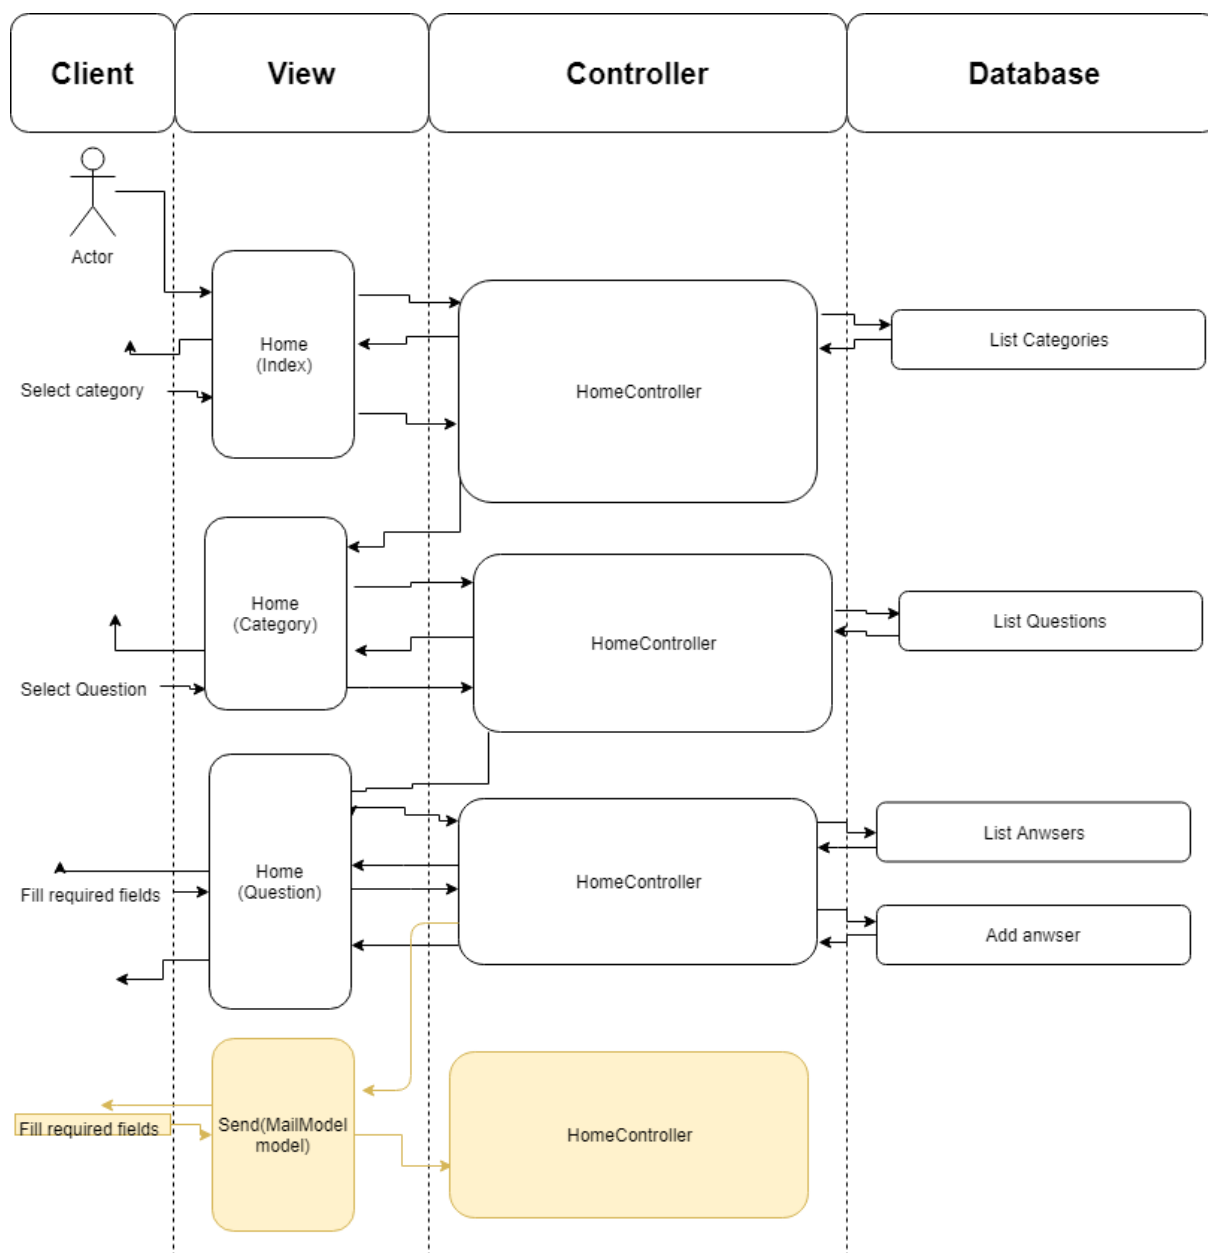 Client
View
Controller
Database
Actor
Home
(Index)
HomeController
List Categories
Select category
Home
(Category)
HomeController
List Questions
Select Question
Home
(Question)
HomeController
List Anwsers
Fill required fields
Add anwser
Send(MailModel
model)
HomeController
Fill required fields